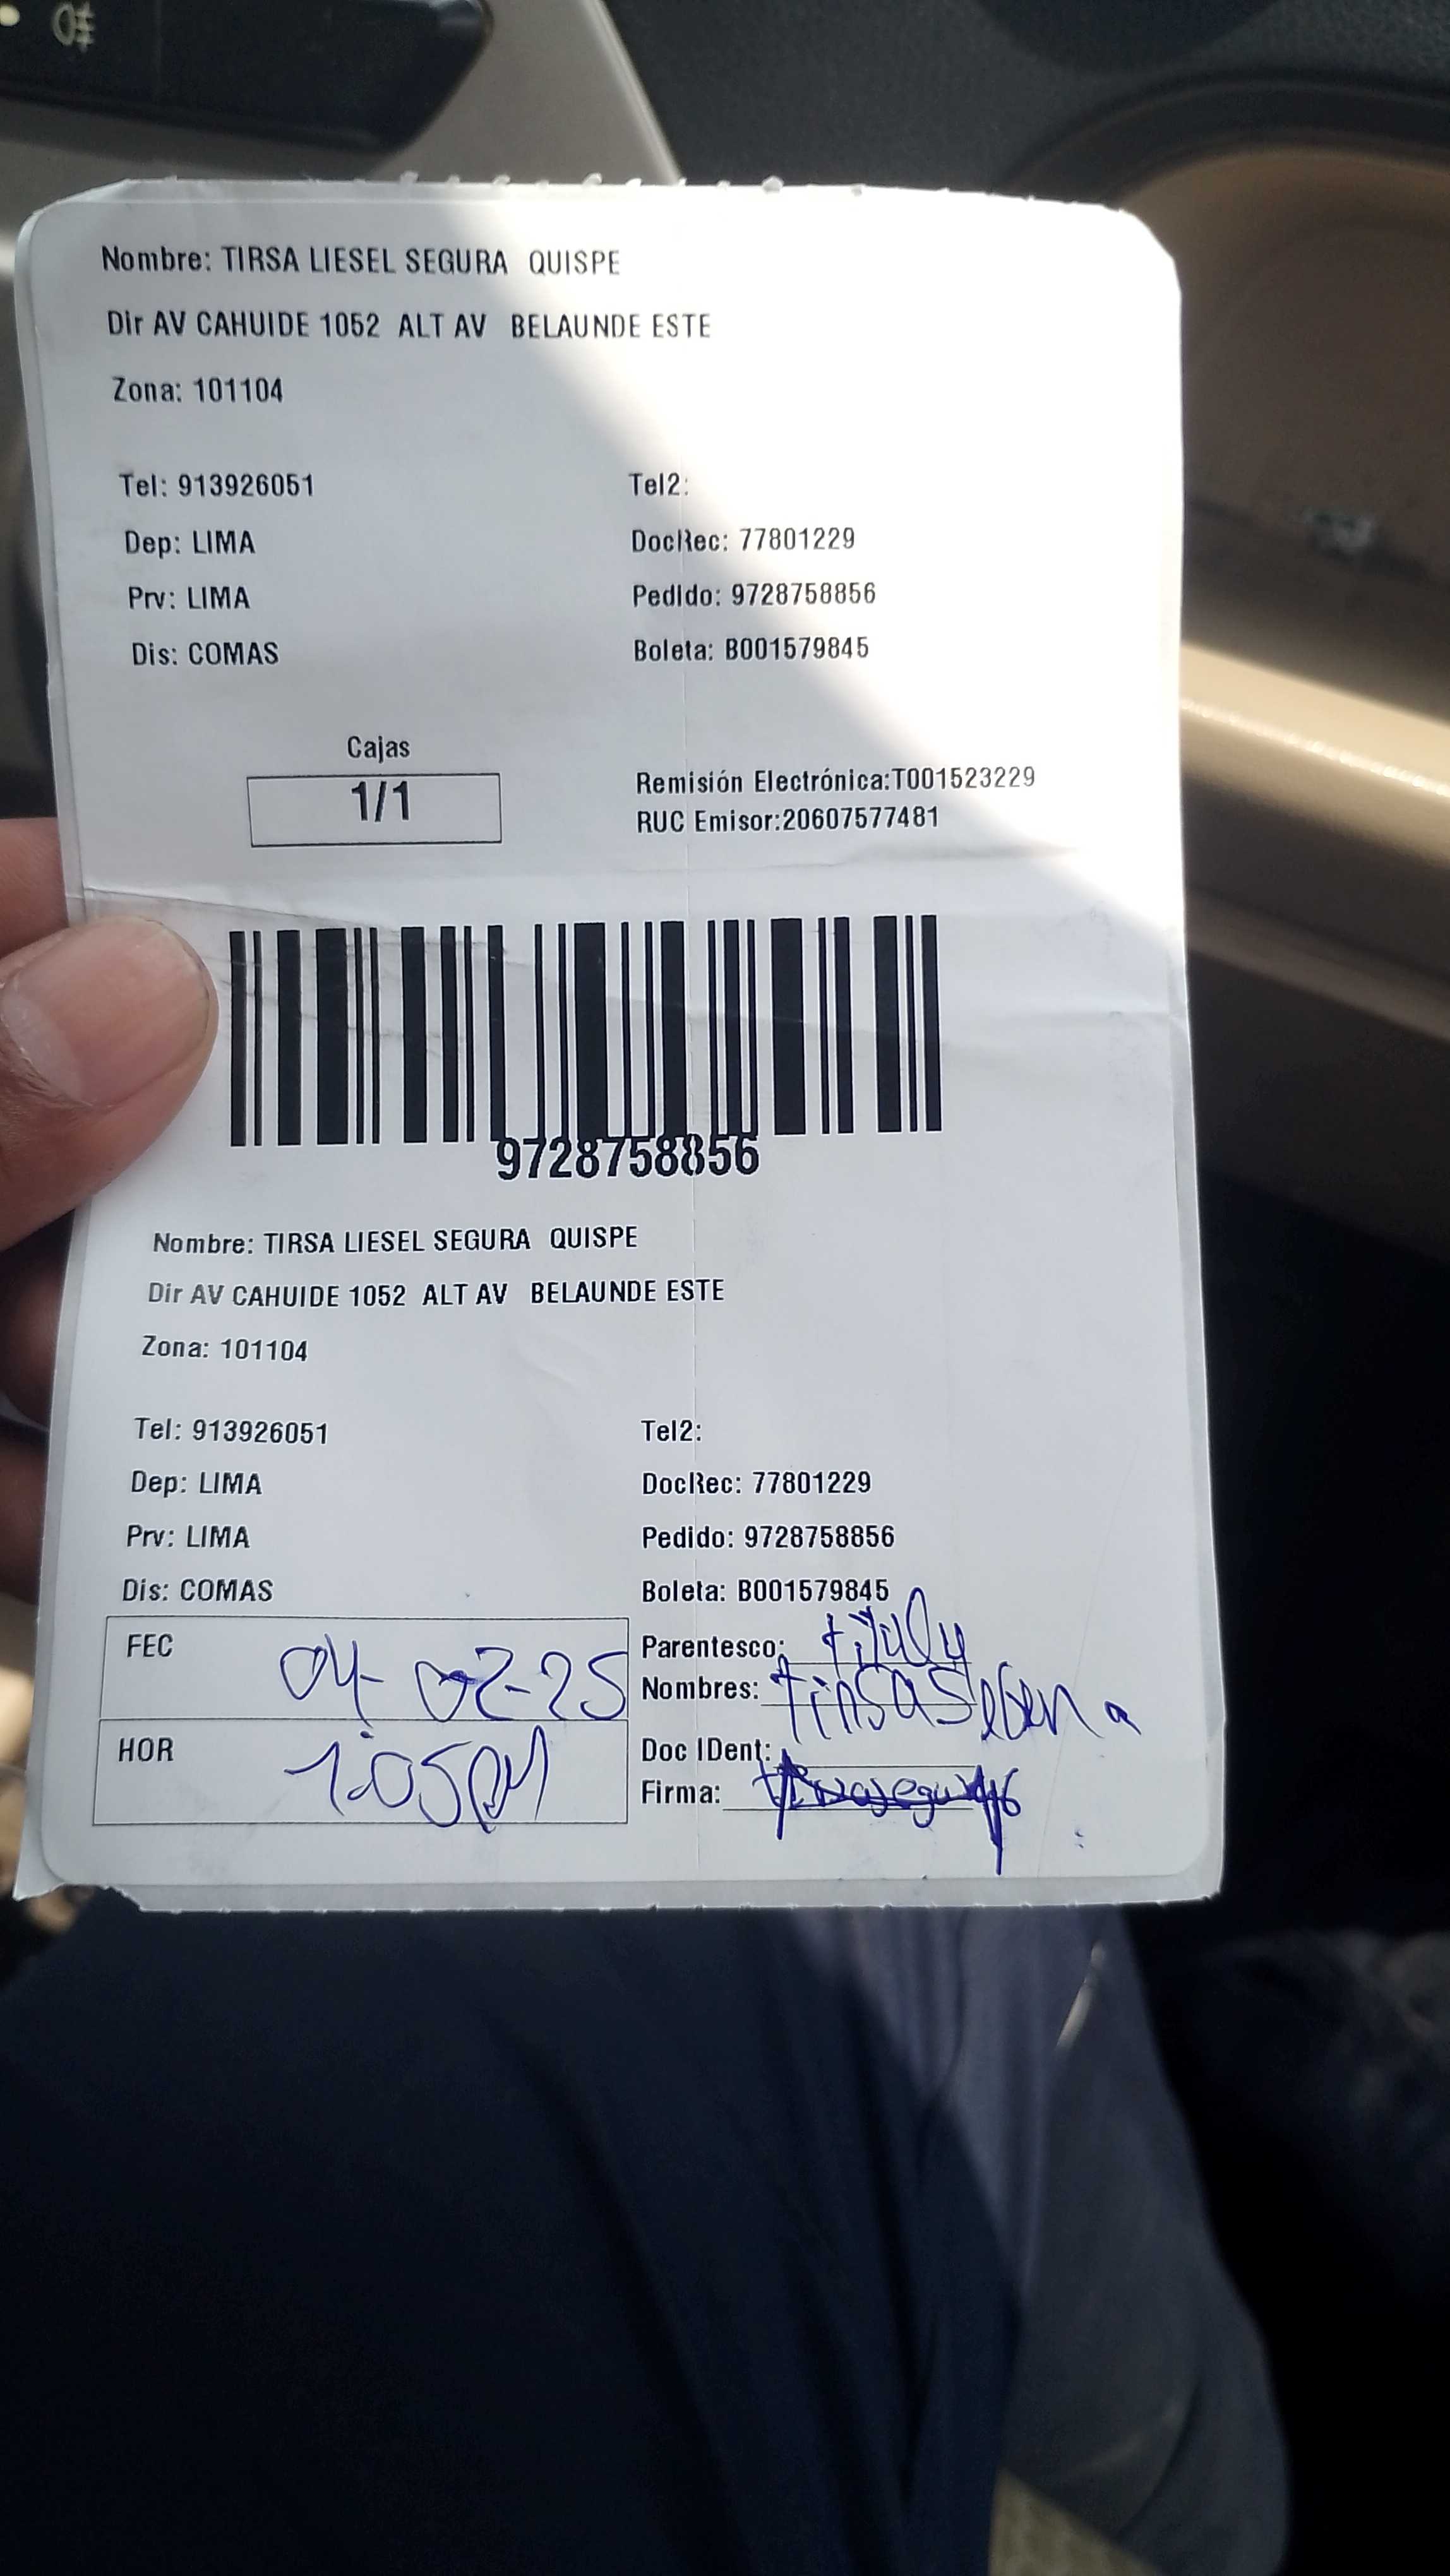 Nombre: TIRSA LIESEL SEGURA QUISPE
Dir AV CAHUIDE 1052 ALT AV BELAUNDE ESTE
Zona: 101104
Tel: 913926051 Tel2:
Dep: LIMA DocRec: 77801229
Prv: LIMA Pedido: 9728758856
Dis: COMAS Boleta: B001579845
Cajas
1/1
Remisión Electrónica:T001523229
RUC Emisor:20607577481
9728758856
Nombre: TIRSA LIESEL SEGURA QUISPE
Dir AV CAHUIDE 1052 ALT AV BELAUNDE ESTE
Zona: 101104
Tel: 913926051 Tel2:
Dep: LIMA DocRec: 77801229
Prv: LIMA Pedido: 9728758856
Dis: COMAS Boleta: B001579845
FEC 04-02-25 Parentesco:
Nombres:
HOR 1:05PM Doc IDent:
Firma: